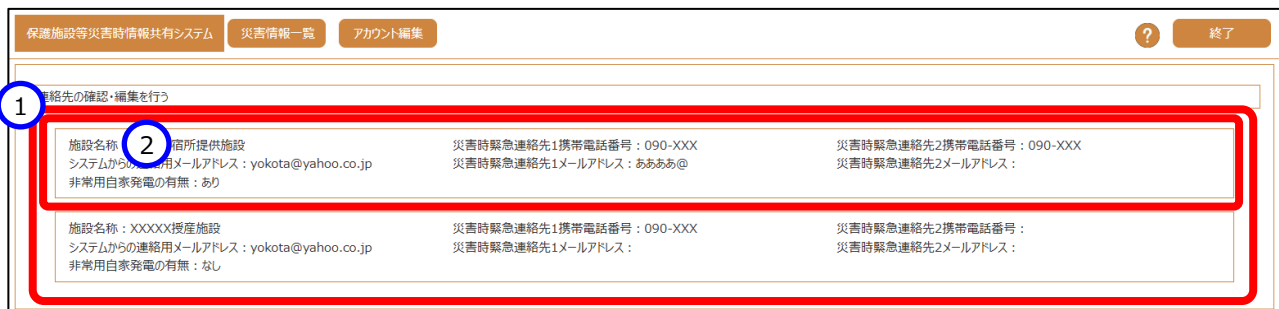 保護施設等災害時情報共有システム 災害情報一覧 アカウント編集 ? 終了
連絡先の確認・編集を行う
1
施設名称 2 宿所提供施設 災害時緊急連絡先1携帯電話番号：090-XXX 災害時緊急連絡先2携帯電話番号：090-XXX
システムからの連絡用メールアドレス：yokota@yahoo.co.jp 災害時緊急連絡先1メールアドレス：ああああ@ 災害時緊急連絡先2メールアドレス：
非常用自家発電の有無：あり
施設名称：XXXXX授産施設 災害時緊急連絡先1携帯電話番号：090-XXX 災害時緊急連絡先2携帯電話番号：
システムからの連絡用メールアドレス：yokota@yahoo.co.jp 災害時緊急連絡先1メールアドレス： 災害時緊急連絡先2メールアドレス：
非常用自家発電の有無：なし